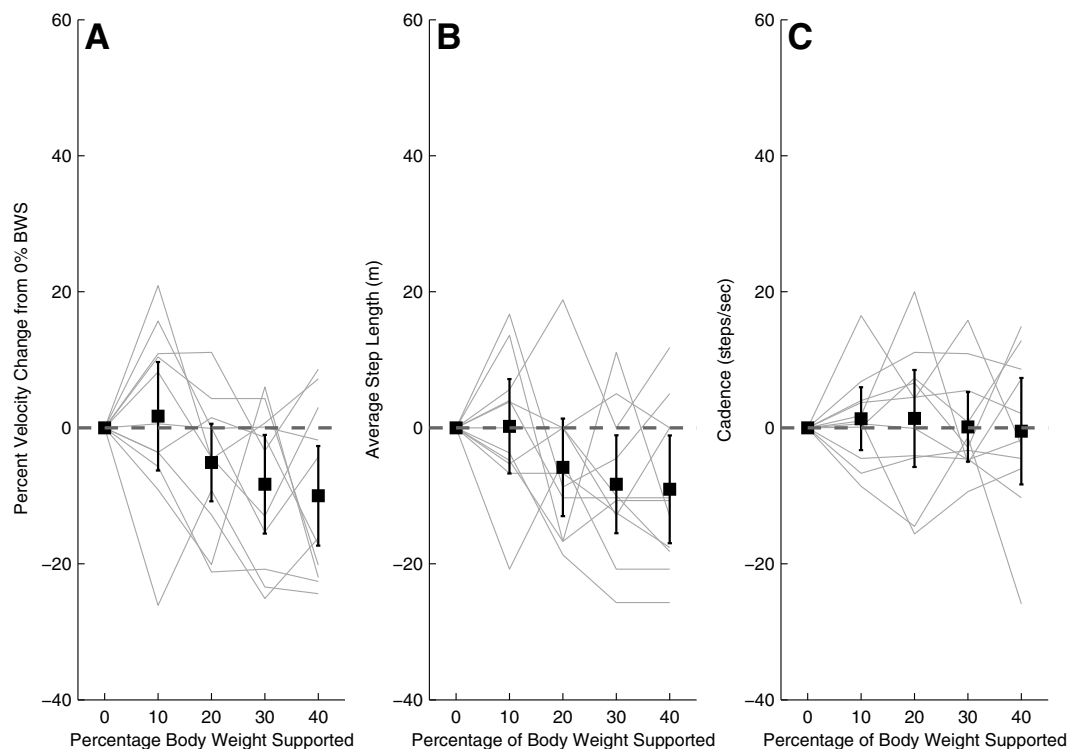 A
B
C
60
40
20
0
−20
−40
60
40
20
0
−20
−40
60
40
20
0
−20
−40
Percent Velocity Change from 0% BWS
Average Step Length (m)
Cadence (steps/sec)
0 10 20 30 40
0 10 20 30 40
0 10 20 30 40
Percentage Body Weight Supported
Percentage of Body Weight Supported
Percentage of Body Weight Supported